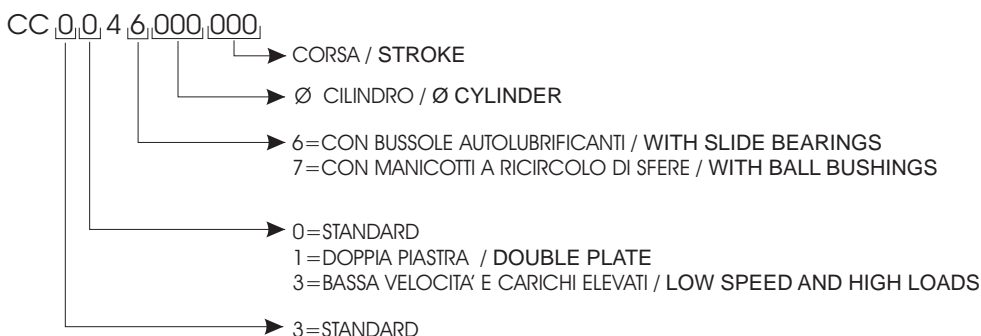 CC 0 0 4 6 000 000
CORSA / STROKE
Ø CILINDRO / Ø CYLINDER
6=CON BUSSOLE AUTOLUBRIFICANTI / WITH SLIDE BEARINGS
7=CON MANICOTTI A RICIRCOLO DI SFERE / WITH BALL BUSHINGS
0=STANDARD
1=DOPPIA PIASTRA / DOUBLE PLATE
3=BASSA VELOCITA' E CARICHI ELEVATI / LOW SPEED AND HIGH LOADS
3=STANDARD